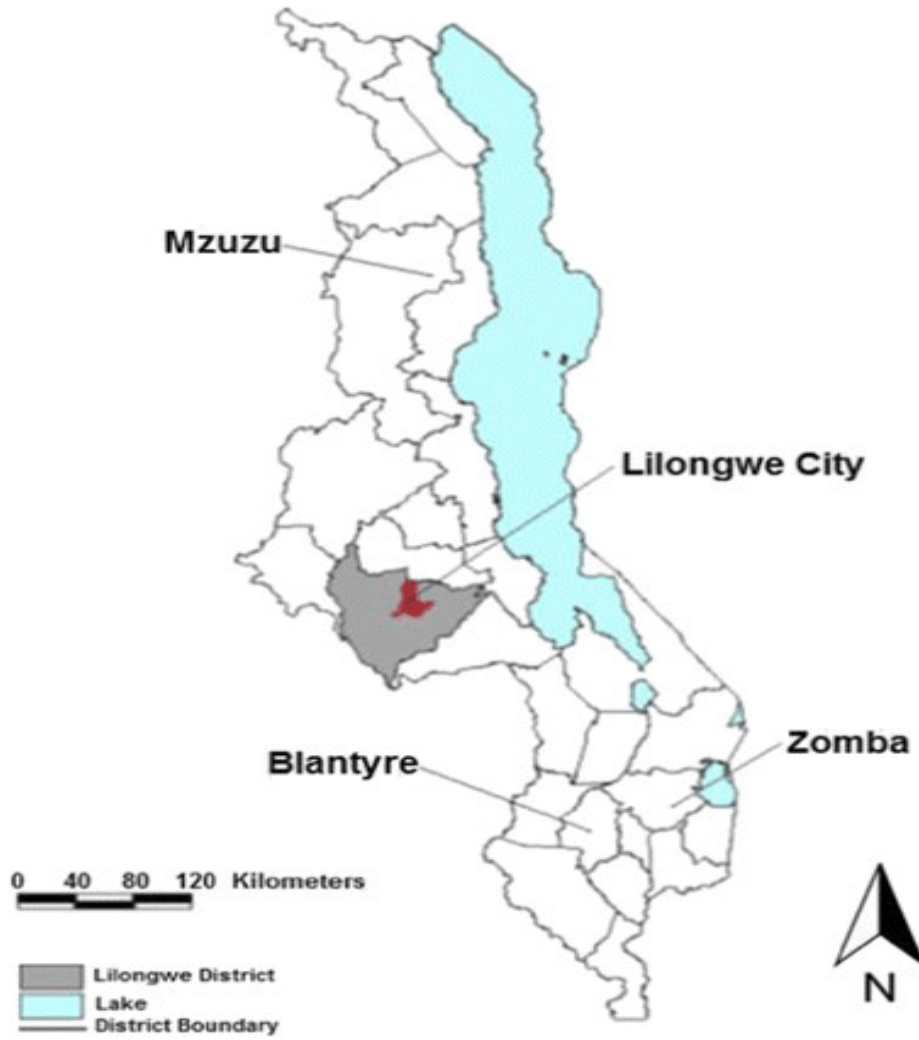 Mzuzu
Lilongwe City
Zomba
Blantyre
0 40 80 120 Kilometers
Lilongwe District
Lake
District Boundary
N